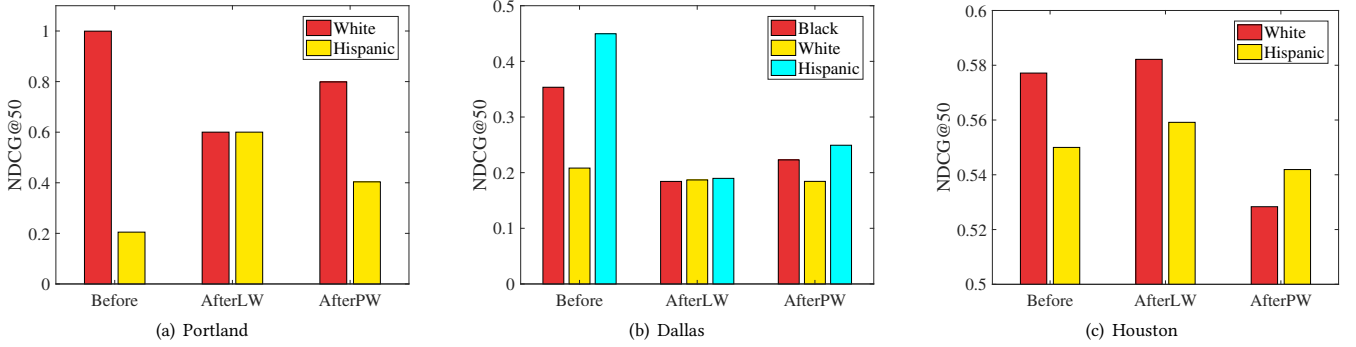 NDCG@50
1
0.8
0.6
0.4
0.2
0
White
Hispanic
Before
AfterLW
AfterPW
(a) Portland
NDCG@50
0.5
0.4
0.3
0.2
0.1
0
Black
White
Hispanic
Before
AfterLW
AfterPW
(b) Dallas
NDCG@50
0.6
0.58
0.56
0.54
0.52
0.5
White
Hispanic
Before
AfterLW
AfterPW
(c) Houston